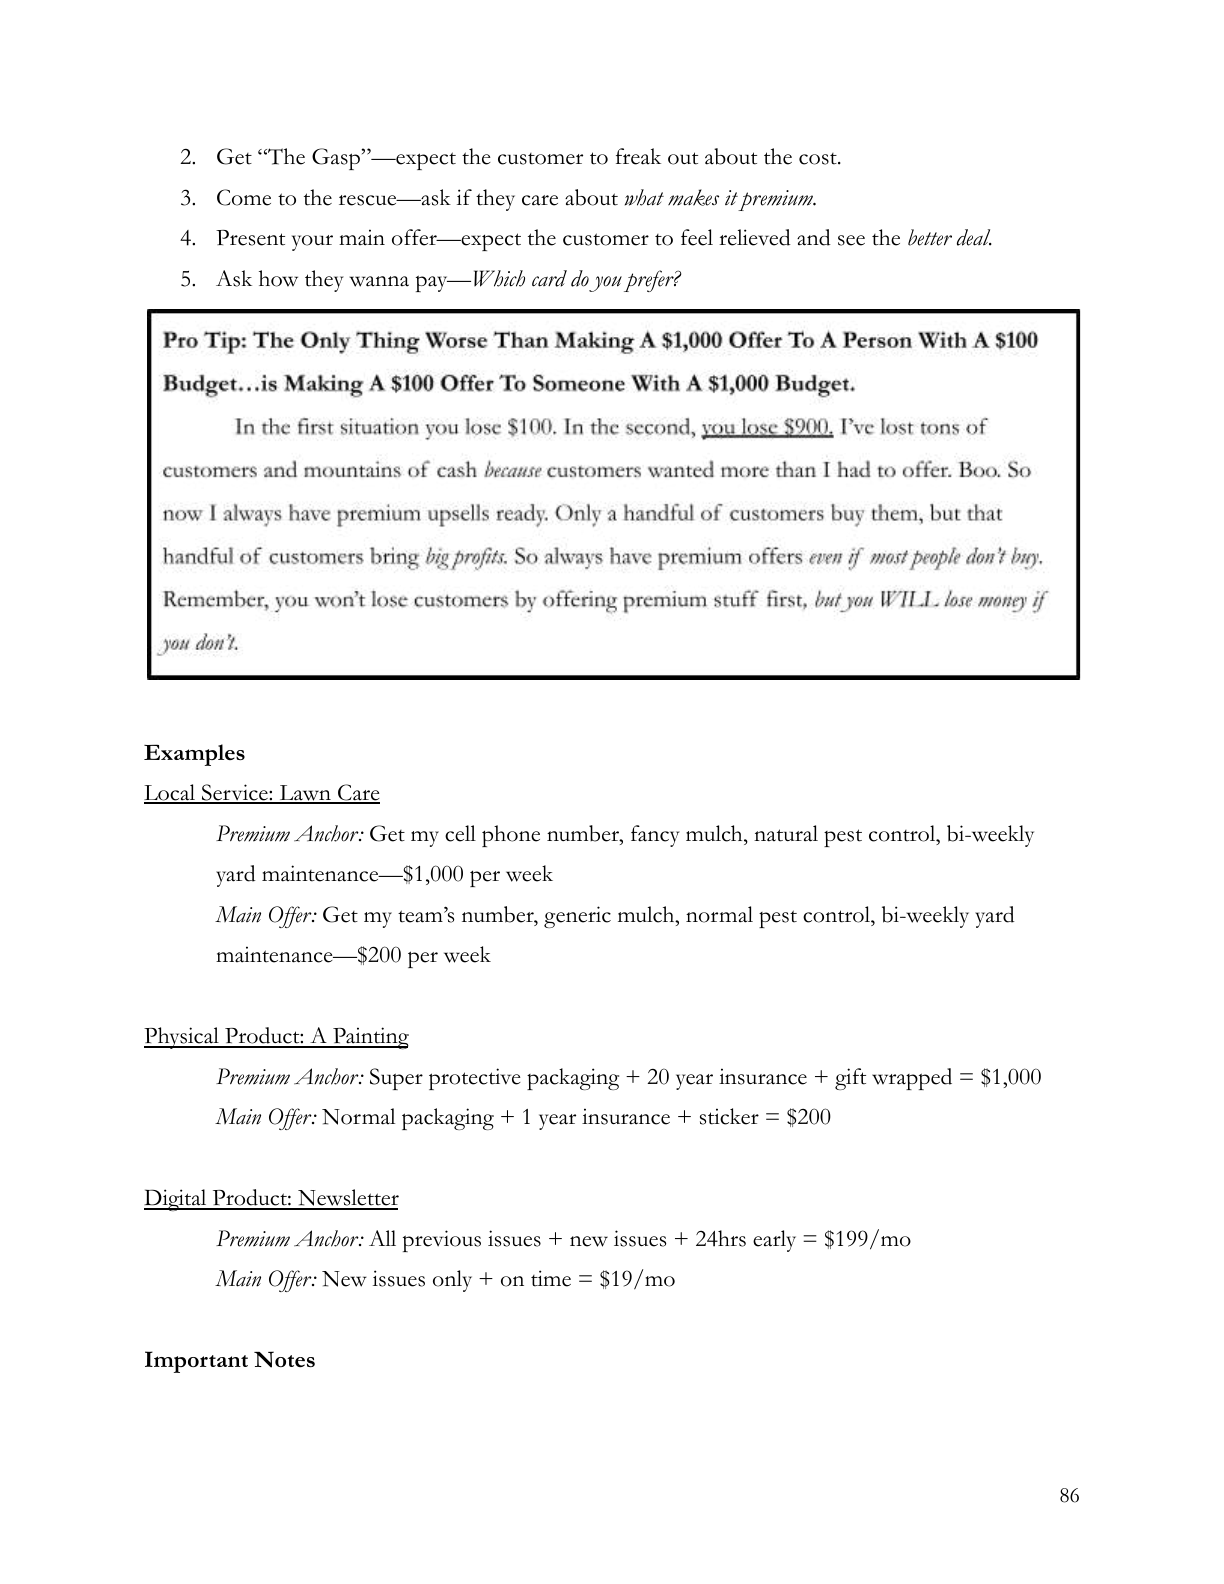 2. Get “The Gasp”—expect the customer to freak out about the cost.
3. Come to the rescue—ask if they care about what makes it premium.
4. Present your main offer—expect the customer to feel relieved and see the better deal.
5. Ask how they wanna pay—Which card do you prefer?
Pro Tip: The Only Thing Worse Than Making A $1,000 Offer To A Person With A $100
Budget…is Making A $100 Offer To Someone With A $1,000 Budget.
In the first situation you lose $100. In the second, you lose $900. I’ve lost tons of
customers and mountains of cash because customers wanted more than I had to offer. Boo. So
now I always have premium upsells ready. Only a handful of customers buy them, but that
handful of customers bring big profits. So always have premium offers even if most people don’t buy.
Remember, you won’t lose customers by offering premium stuff first, but you WILL lose money if
you don’t.
Examples
Local Service: Lawn Care
Premium Anchor: Get my cell phone number, fancy mulch, natural pest control, bi-weekly
yard maintenance—$1,000 per week
Main Offer: Get my team’s number, generic mulch, normal pest control, bi-weekly yard
maintenance—$200 per week
Physical Product: A Painting
Premium Anchor: Super protective packaging + 20 year insurance + gift wrapped = $1,000
Main Offer: Normal packaging + 1 year insurance + sticker = $200
Digital Product: Newsletter
Premium Anchor: All previous issues + new issues + 24hrs early = $199/mo
Main Offer: New issues only + on time = $19/mo
Important Notes
86